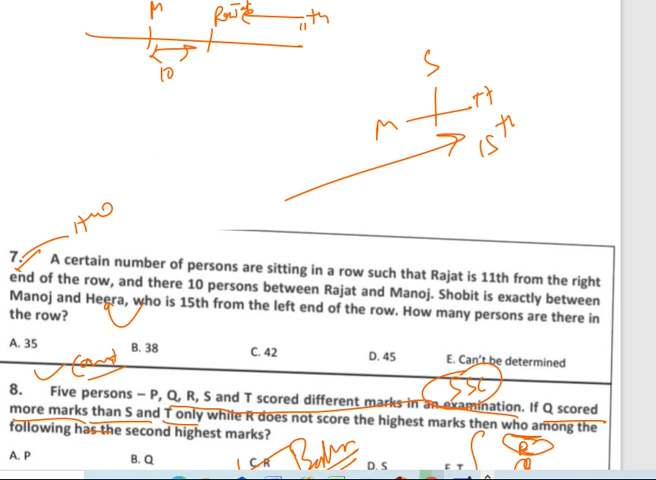 M Rajat 11th
10
S
M H
15th
HW
7. A certain number of persons are sitting in a row such that Rajat is 11th from the right
end of the row, and there 10 persons between Rajat and Manoj. Shobit is exactly between
Manoj and Heera, who is 15th from the left end of the row. How many persons are there in
the row?
A. 35 B. 38 C. 42 D. 45 E. Can't be determined
SSC
8. Five persons – P, Q, R, S and T scored different marks in an examination. If Q scored
more marks than S and T only while R does not score the highest marks then who among the
following has the second highest marks?
R
A. P B. Q C. R D. S E. T